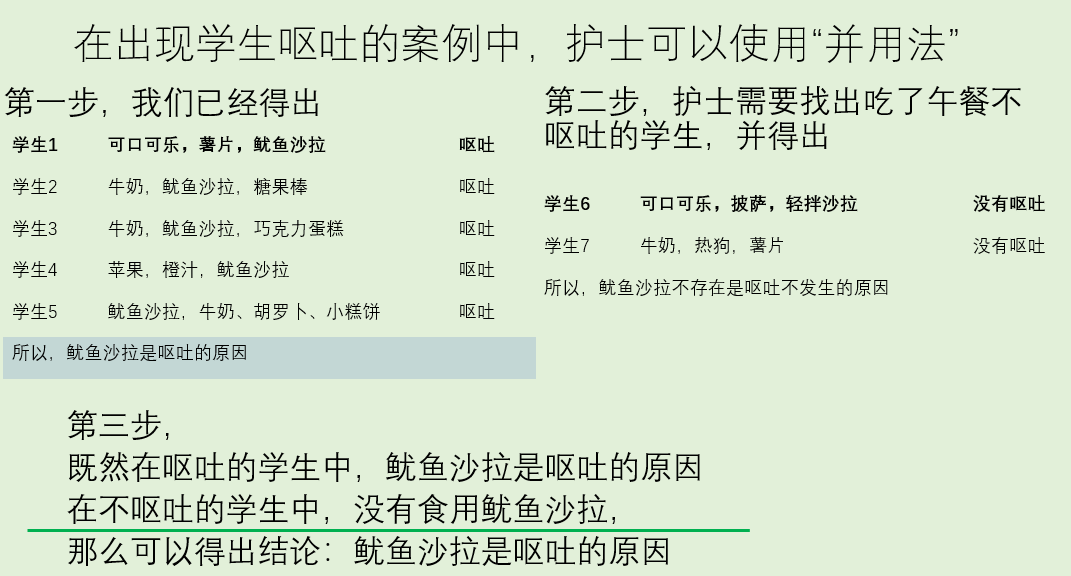 在出现学生呕吐的案例中，护士可以使用“并用法”
第一步，我们已经得出
学生1 可口可乐，薯片，鱿鱼沙拉 呕吐
学生2 牛奶，鱿鱼沙拉，糖果棒 呕吐
学生3 牛奶，鱿鱼沙拉，巧克力蛋糕 呕吐
学生4 苹果，橙汁，鱿鱼沙拉 呕吐
学生5 鱿鱼沙拉，牛奶、胡罗卜、小糕饼 呕吐
所以，鱿鱼沙拉是呕吐的原因
第二步，护士需要找出吃了午餐不
呕吐的学生，并得出
学生6 可口可乐，披萨，轻拌沙拉 没有呕吐
学生7 牛奶，热狗，薯片 没有呕吐
所以，鱿鱼沙拉不存在是呕吐不发生的原因
第三步，
既然在呕吐的学生中，鱿鱼沙拉是呕吐的原因
在不呕吐的学生中，没有食用鱿鱼沙拉，
那么可以得出结论：鱿鱼沙拉是呕吐的原因